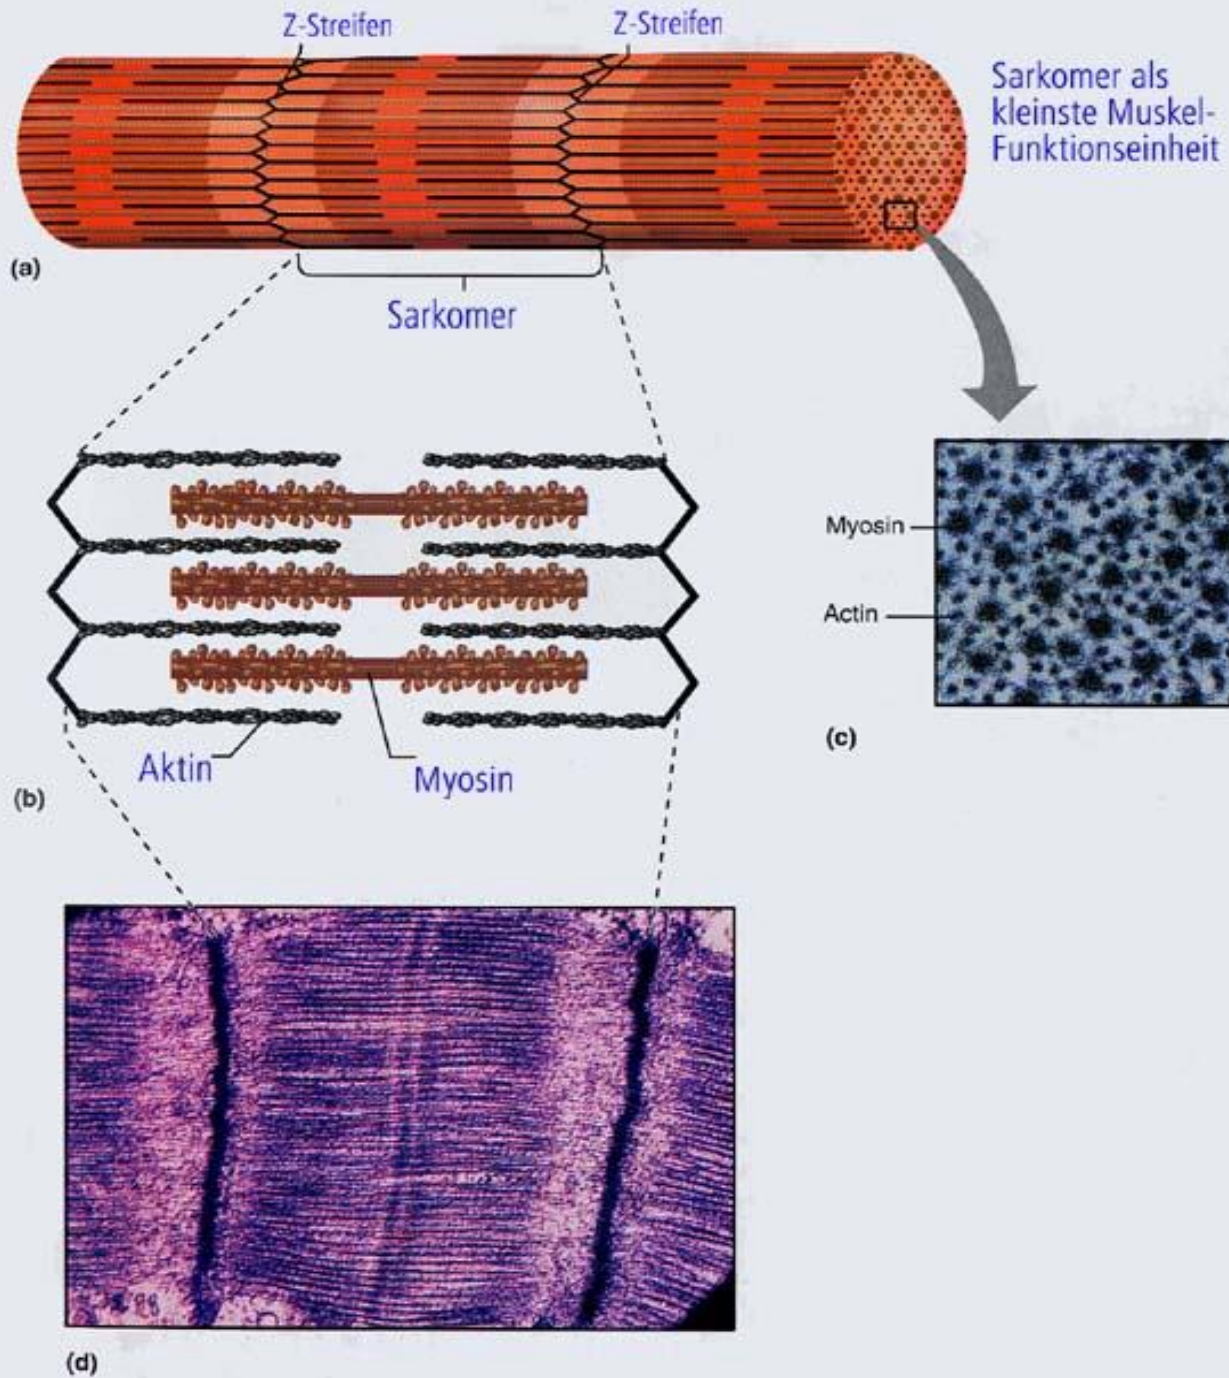 Z-Streifen
Z-Streifen
Sarkomer als
kleinste Muskel-
Funktionseinheit
(a)
Sarkomer
Myosin
Actin
(c)
Aktin
Myosin
(b)
(d)